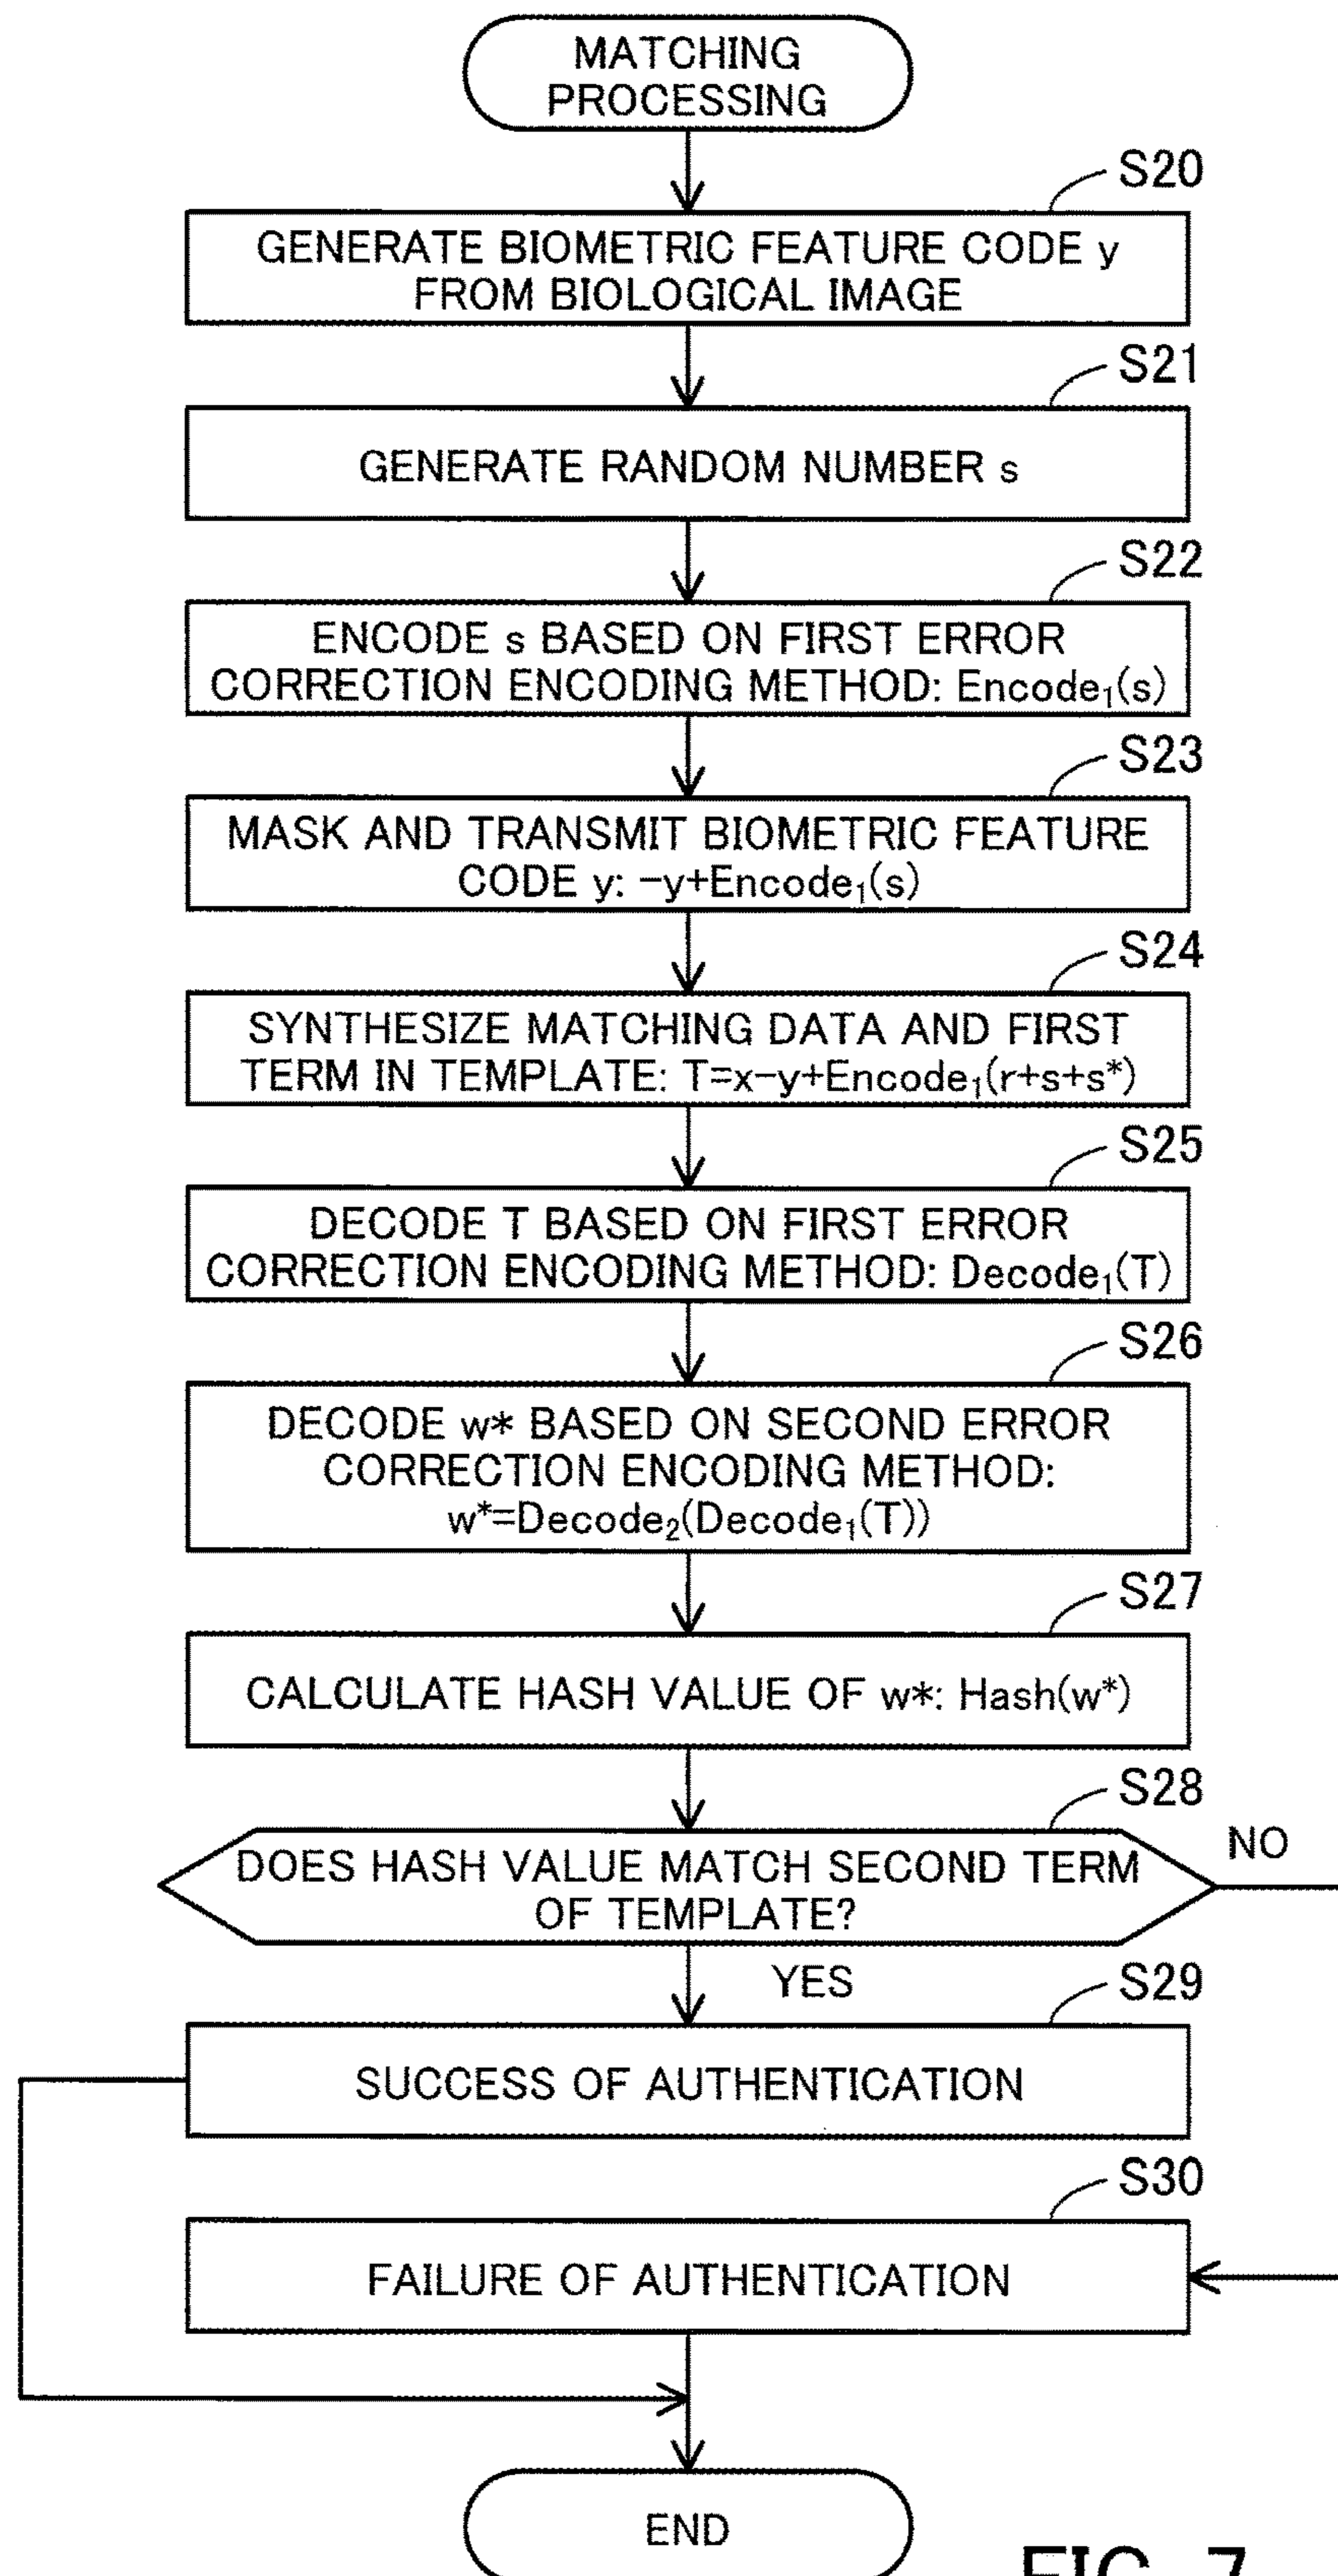 MATCHING
PROCESSING
S20
GENERATE BIOMETRIC FEATURE CODE y
FROM BIOLOGICAL IMAGE
S21
GENERATE RANDOM NUMBER s
S22
ENCODE s BASED ON FIRST ERROR
CORRECTION ENCODING METHOD: Encode₁(s)
S23
MASK AND TRANSMIT BIOMETRIC FEATURE
CODE y: -y+Encode₁(s)
S24
SYNTHESIZE MATCHING DATA AND FIRST
TERM IN TEMPLATE: T=x-y+Encode₁(r+s+s*)
S25
DECODE T BASED ON FIRST ERROR
CORRECTION ENCODING METHOD: Decode₁(T)
S26
DECODE w* BASED ON SECOND ERROR
CORRECTION ENCODING METHOD:
w*=Decode₂(Decode₁(T))
S27
CALCULATE HASH VALUE OF w*: Hash(w*)
S28
NO
DOES HASH VALUE MATCH SECOND TERM
OF TEMPLATE?
YES
S29
SUCCESS OF AUTHENTICATION
S30
FAILURE OF AUTHENTICATION
END
FIG. 7